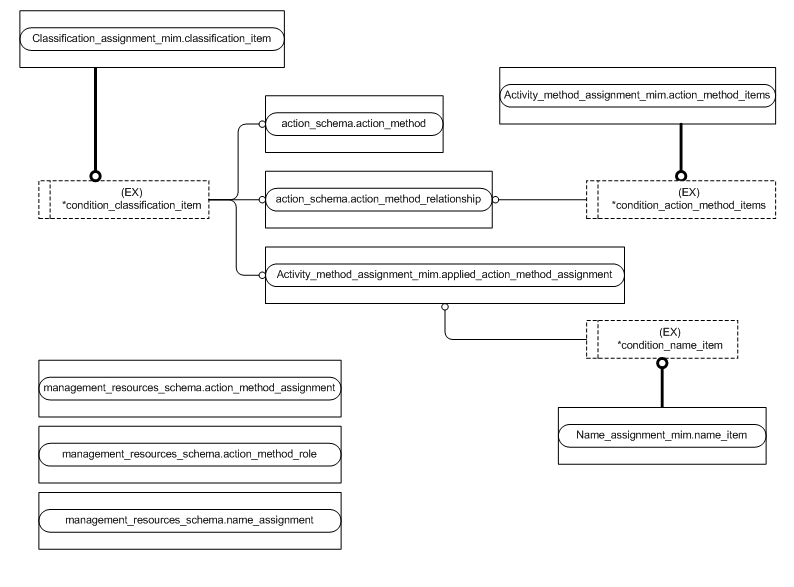 Classification_assignment_mim.classification_item
Activity_method_assignment_mim.action_method_items
action_schema.action_method
(EX)
*condition_classification_item
action_schema.action_method_relationship
(EX)
*condition_action_method_items
Activity_method_assignment_mim.applied_action_method_assignment
(EX)
*condition_name_item
management_resources_schema.action_method_assignment
Name_assignment_mim.name_item
management_resources_schema.action_method_role
management_resources_schema.name_assignment